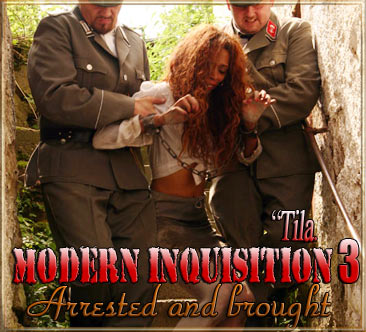 “Tila.
MODERN INQUISITION 3
Arrested and brought